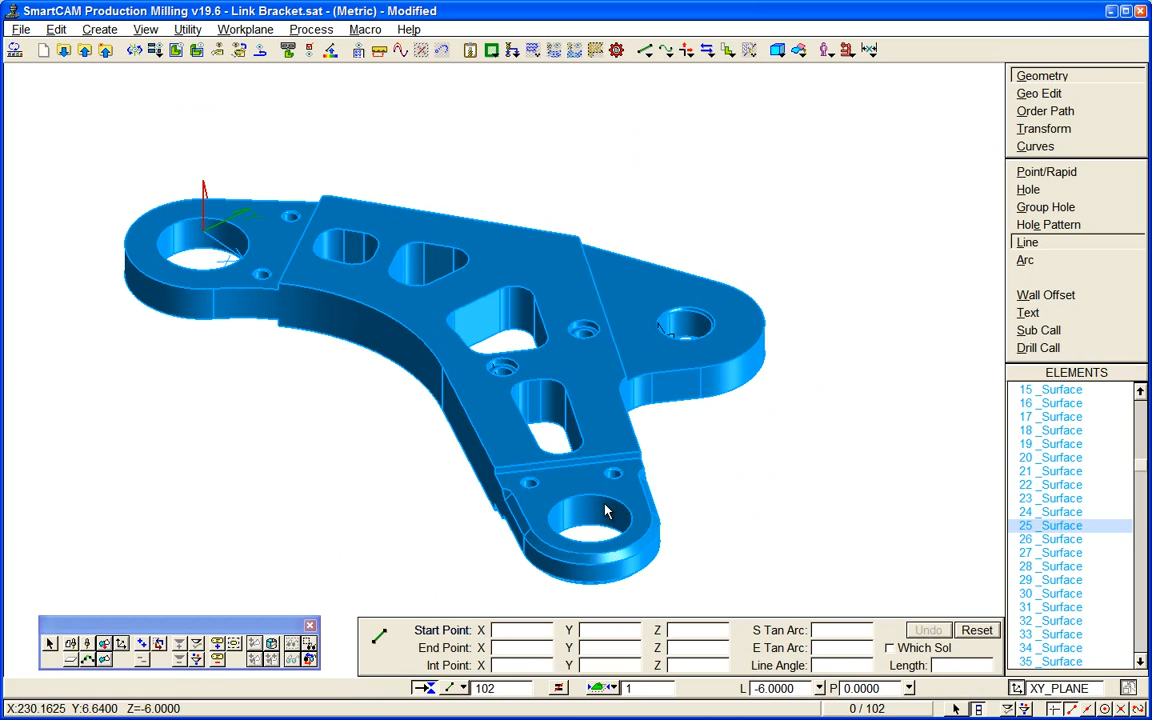 SmartCAM Production Milling v19.6 - Link Bracket.sat - (Metric) - Modified
File Edit Create View Utility Workplane Process Macro Help
Geometry
Geo Edit
Order Path
Transform
Curves
Point/Rapid
Hole
Group Hole
Hole Pattern
Line
Arc
Wall Offset
Text
Sub Call
Drill Call
ELEMENTS
15 _Surface
16 _Surface
17 _Surface
18 _Surface
19 _Surface
20 _Surface
21 _Surface
22 _Surface
23 _Surface
24 _Surface
25 _Surface
26 _Surface
27 _Surface
28 _Surface
29 _Surface
30 _Surface
31 _Surface
32 _Surface
33 _Surface
34 _Surface
35 _Surface
Start Point: X Y Z S Tan Arc: Undo Reset
End Point: X Y Z E Tan Arc: Which Sol
Int Point: X Y Z Line Angle: Length:
102 1 L -6.0000 P 0.0000 XY_PLANE
X:230.1625 Y:6.6400 Z=-6.0000 0 / 102